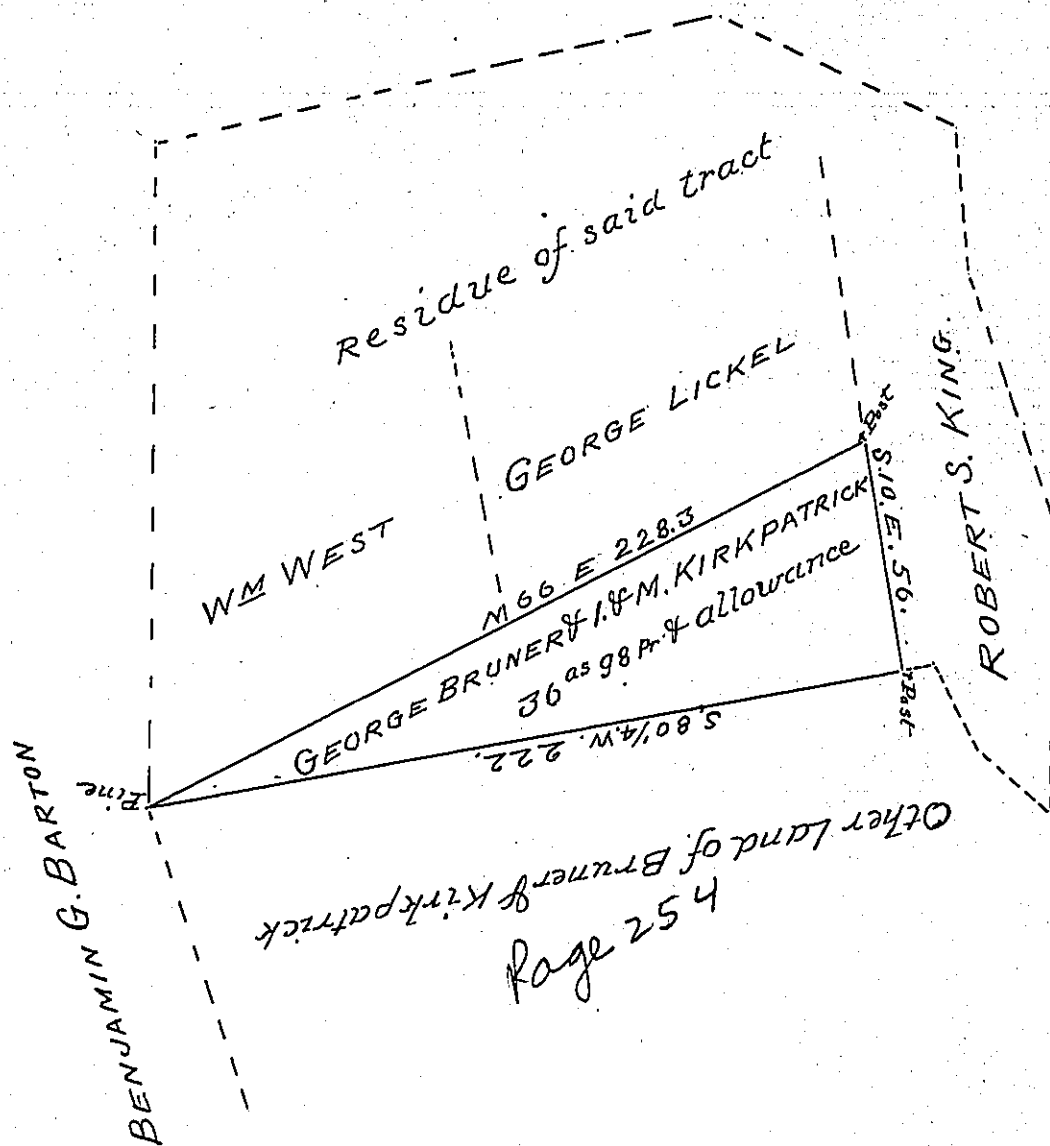 Residue of said tract
GEORGE LICKEL
WM WEST
N 66 E 228.3
GEORGE BRUNER & I. & M. KIRKPATRICK
36 as 98 Pr. & allowance
S. 80 1/4 W. 222.
S. 10. E. 56.
Post
Post
Pine
ROBERT S. KING.
BENJAMIN G. BARTON
Other Land of Bruner & Kirkpatrick
Page 254